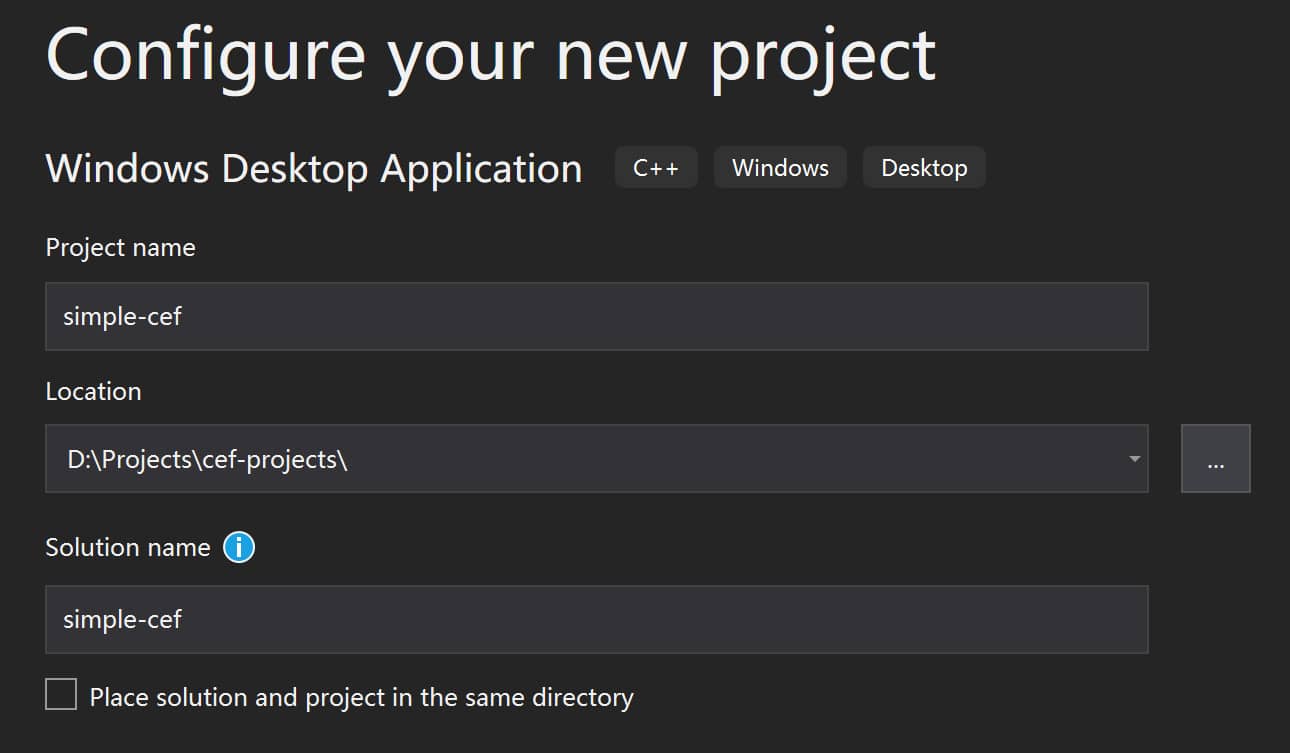 Configure your new project
Windows Desktop Application C++ Windows Desktop
Project name
simple-cef
Location
D:\Projects\cef-projects\
...
Solution name i
simple-cef
Place solution and project in the same directory